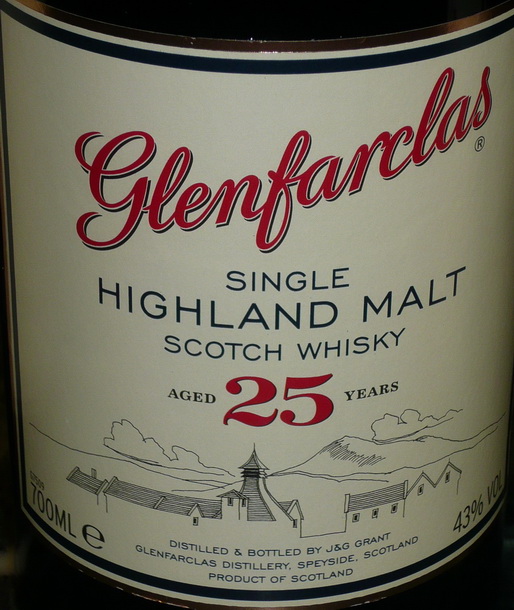 Glenfarclas ®
SINGLE
HIGHLAND MALT
SCOTCH WHISKY
AGED 25 YEARS
700ML e
43% VOL
DISTILLED & BOTTLED BY J&G GRANT
GLENFARCLAS DISTILLERY, SPEYSIDE, SCOTLAND
PRODUCT OF SCOTLAND